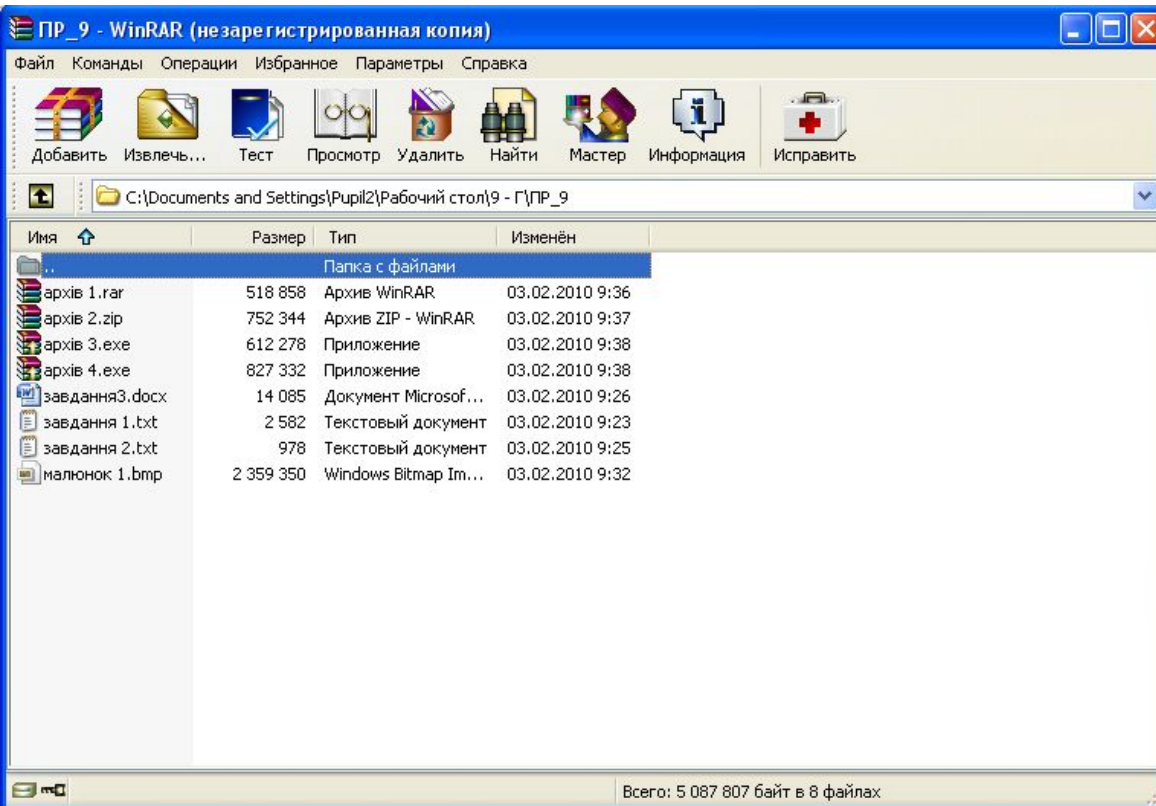 ПР_9 - WinRAR (незарегистрированная копия)
Файл Команды Операции Избранное Параметры Справка
Добавить Извлечь... Тест Просмотр Удалить Найти Мастер Информация Исправить
C:\Documents and Settings\Pupil2\Рабочий стол\9 - Г\ПР_9
Имя Размер Тип Изменён
.. Папка с файлами
архів 1.rar 518 858 Архив WinRAR 03.02.2010 9:36
архів 2.zip 752 344 Архив ZIP - WinRAR 03.02.2010 9:37
архів 3.exe 612 278 Приложение 03.02.2010 9:38
архів 4.exe 827 332 Приложение 03.02.2010 9:38
завдання3.docx 14 085 Документ Microsof... 03.02.2010 9:26
завдання 1.txt 2 582 Текстовый документ 03.02.2010 9:23
завдання 2.txt 978 Текстовый документ 03.02.2010 9:25
малюнок 1.bmp 2 359 350 Windows Bitmap Im... 03.02.2010 9:32
Всего: 5 087 807 байт в 8 файлах